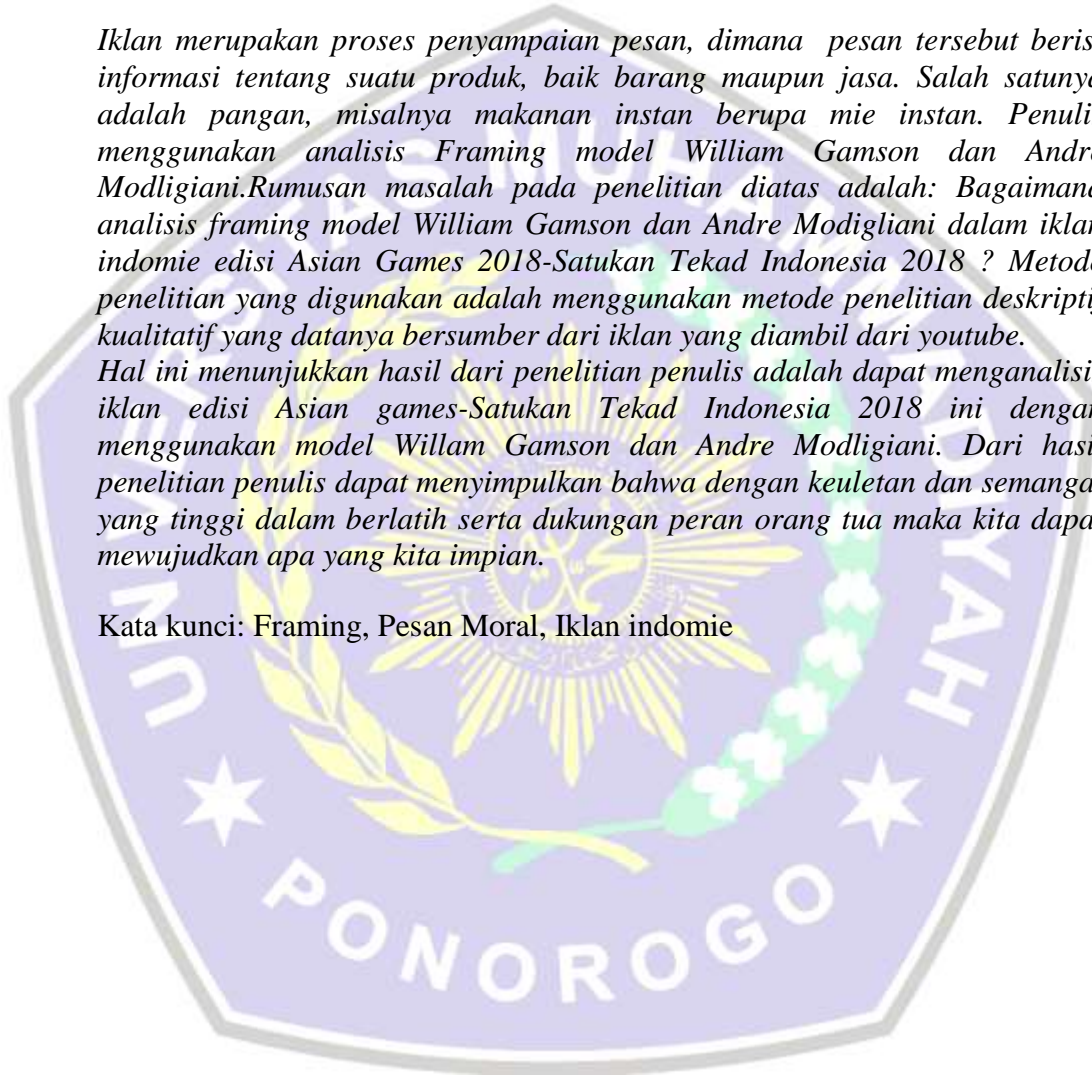 Iklan merupakan proses penyampaian pesan, dimana pesan tersebut beris
informasi tentang suatu produk, baik barang maupun jasa. Salah satunya
adalah pangan, misalnya makanan instan berupa mie instan. Penuli
menggunakan analisis Framing model William Gamson dan Andre
Modligiani.Rumusan masalah pada penelitian diatas adalah: Bagaimana
analisis framing model William Gamson dan Andre Modigliani dalam iklan
indomie edisi Asian Games 2018-Satukan Tekad Indonesia 2018 ? Metode
penelitian yang digunakan adalah menggunakan metode penelitian deskripti
kualitatif yang datanya bersumber dari iklan yang diambil dari youtube.
Hal ini menunjukkan hasil dari penelitian penulis adalah dapat menganalisi
iklan edisi Asian games-Satukan Tekad Indonesia 2018 ini dengan
menggunakan model Willam Gamson dan Andre Modligiani. Dari hasi
penelitian penulis dapat menyimpulkan bahwa dengan keuletan dan semanga
yang tinggi dalam berlatih serta dukungan peran orang tua maka kita dapa
mewujudkan apa yang kita impian.
Kata kunci: Framing, Pesan Moral, Iklan indomie
UNIVERSITAS MUHAMMADIYAH
PONOROGO